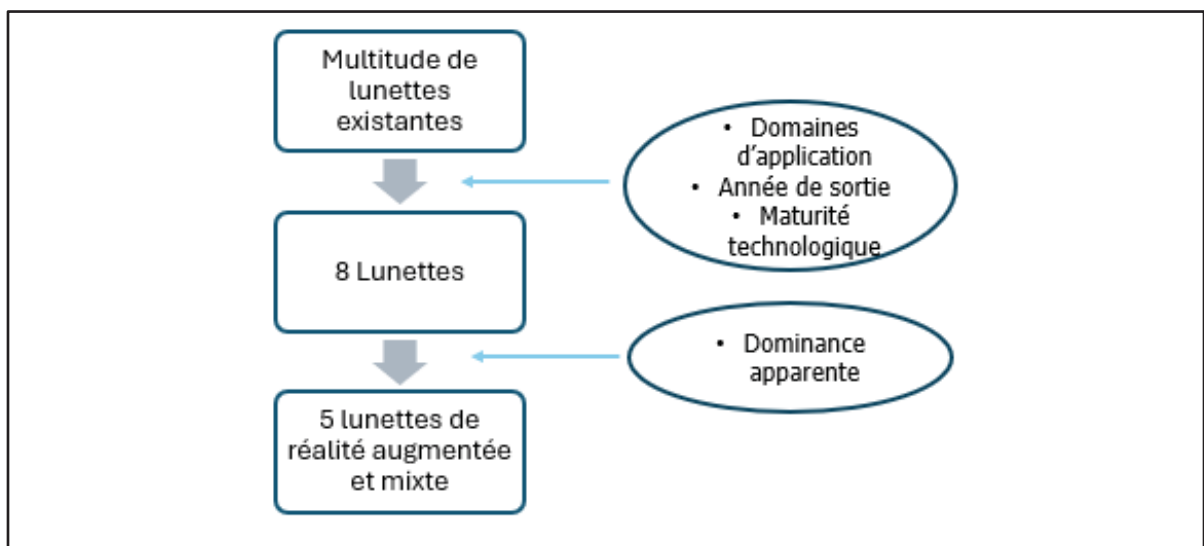 Multitude de
lunettes
existantes
• Domaines
d'application
• Année de sortie
• Maturité
technologique
8 Lunettes
• Dominance
apparente
5 lunettes de
réalité augmentée
et mixte